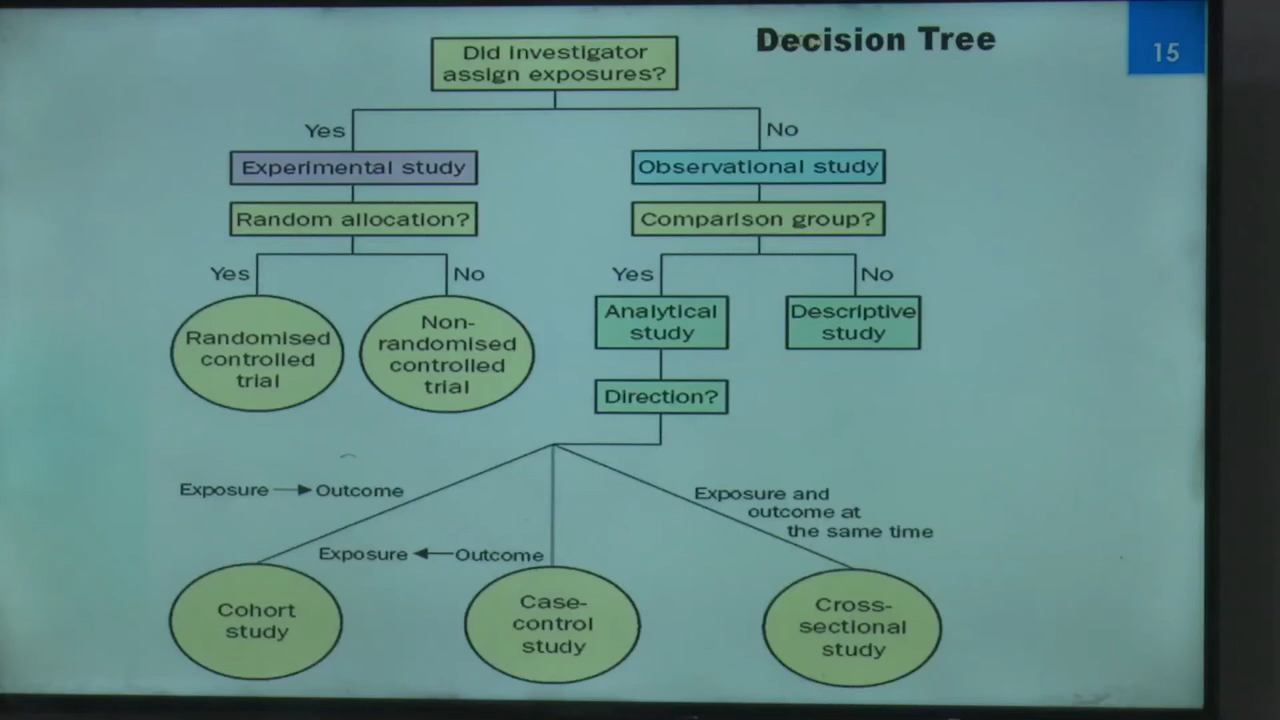 Decision Tree
15
Did investigator
assign exposures?
Yes
No
Experimental study
Observational study
Random allocation?
Comparison group?
Yes
No
Yes
No
Randomised
controlled
trial
Non-
randomised
controlled
trial
Analytical
study
Descriptive
study
Direction?
Exposure → Outcome
Exposure ← Outcome
Exposure and
outcome at
the same time
Cohort
study
Case-
control
study
Cross-
sectional
study